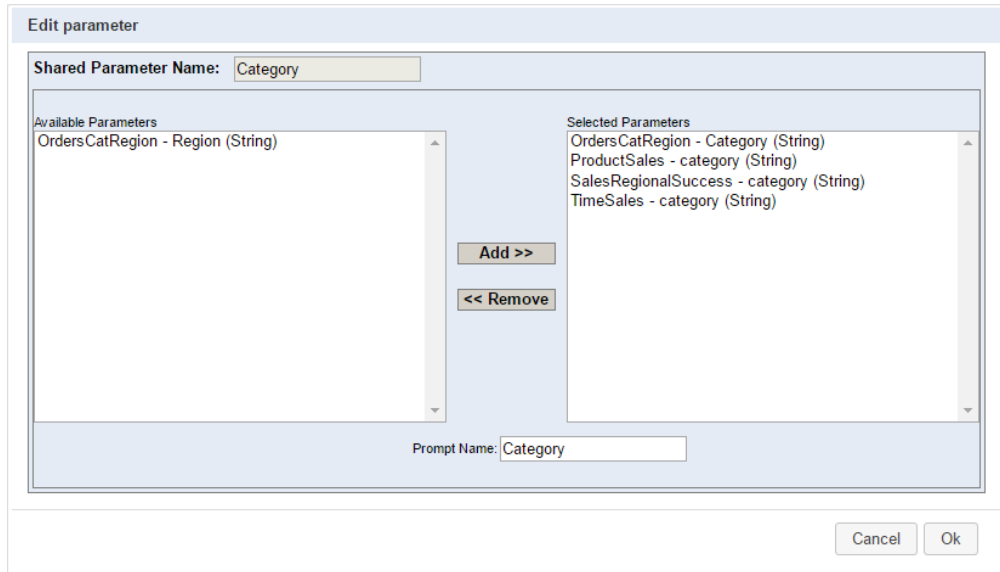 Edit parameter
Shared Parameter Name: Category
Available Parameters
OrdersCatRegion - Region (String)
Selected Parameters
OrdersCatRegion - Category (String)
ProductSales - category (String)
SalesRegionalSuccess - category (String)
TimeSales - category (String)
Add >>
<< Remove
Prompt Name: Category
Cancel
Ok